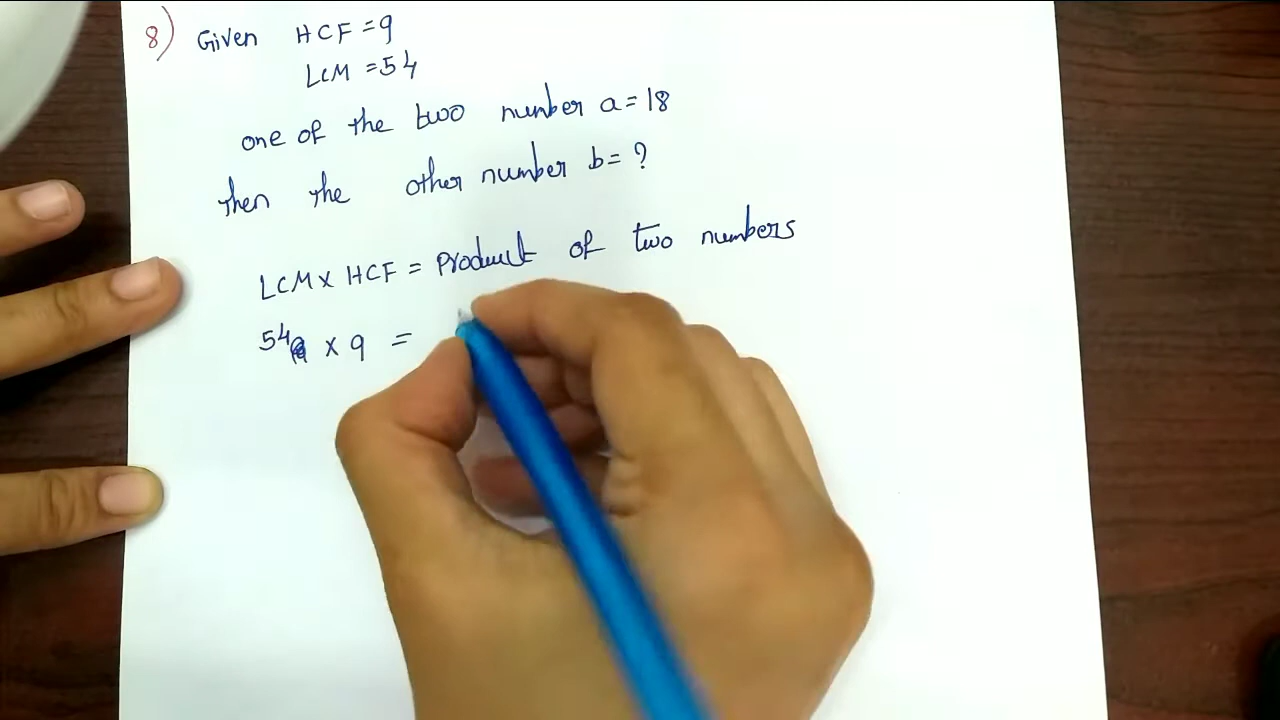 8) Given HCF = 9
LCM = 54
one of the two number a = 18
then the other number b = ?
LCM x HCF = Product of two numbers
54 x 9 =